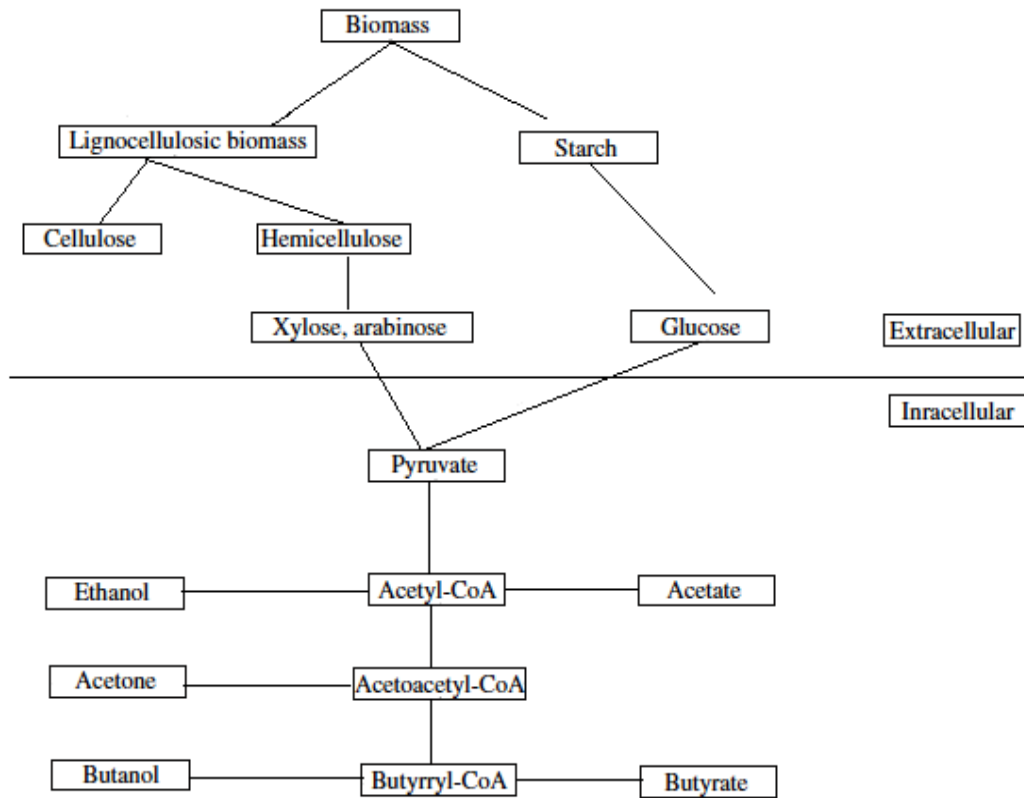 Biomass
Lignocellulosic biomass
Starch
Cellulose
Hemicellulose
Xylose, arabinose
Glucose
Extracellular
Inracellular
Pyruvate
Ethanol
Acetyl-CoA
Acetate
Acetone
Acetoacetyl-CoA
Butanol
Butyrryl-CoA
Butyrate